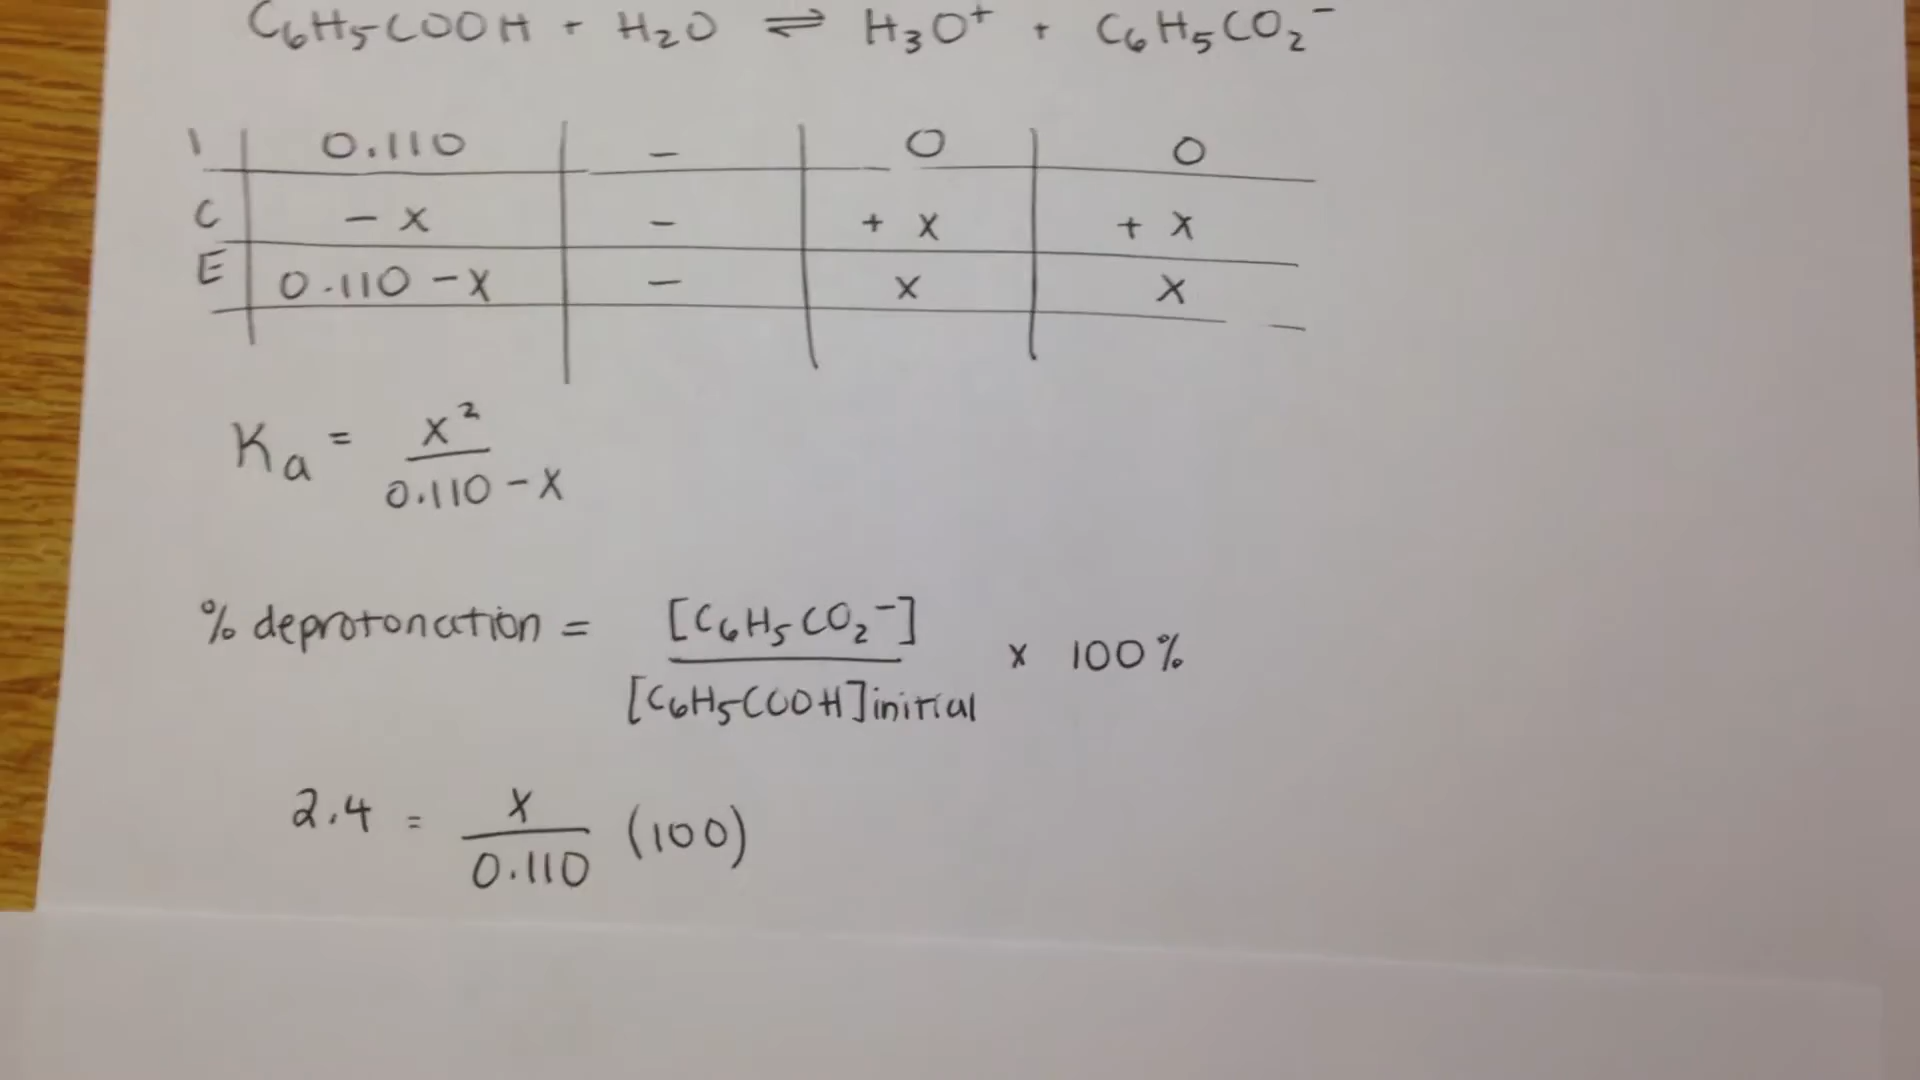 C₆H₅COOH + H₂O ⇌ H₃O⁺ + C₆H₅CO₂⁻
I 0.110 – 0 0
C – x – + x + x
E 0.110 – x – x x
Kₐ = x² / 0.110 – x
% deprotonation = [C₆H₅CO₂⁻] / [C₆H₅COOH]initial x 100%
2.4 = x / 0.110 (100)